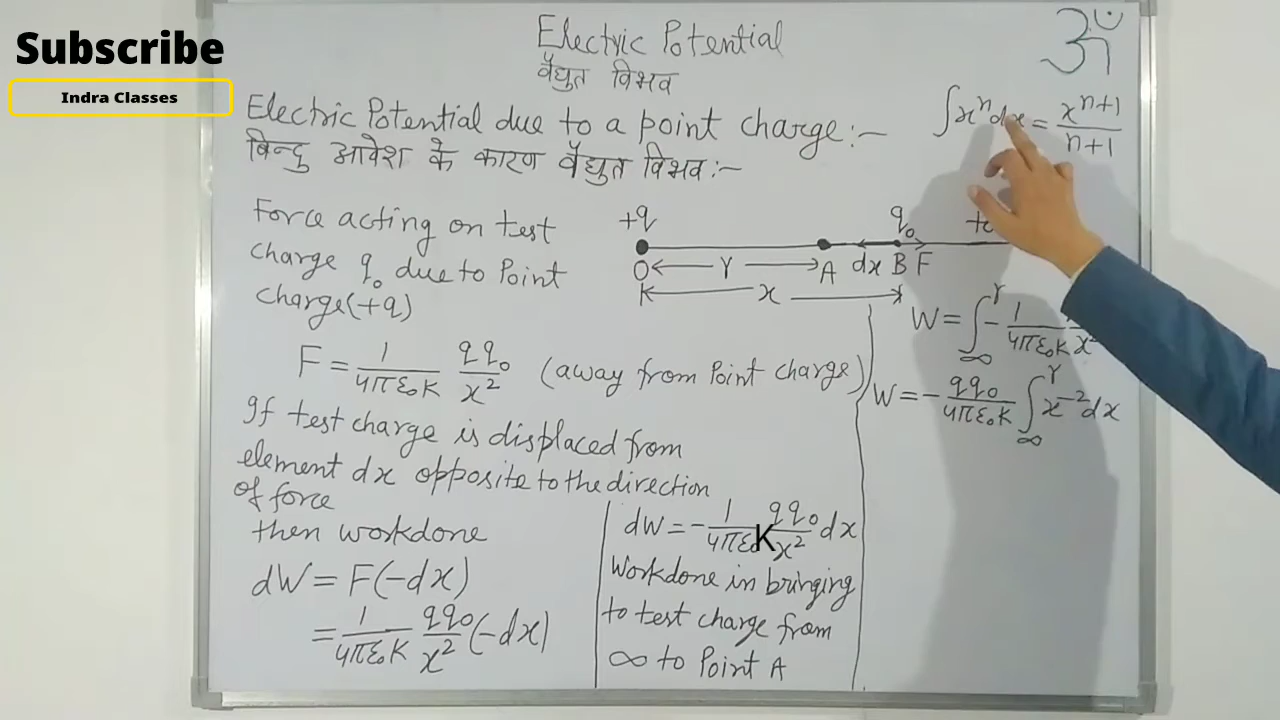 Subscribe
Indra Classes
Electric Potential
वैद्युत विभव
ॐ
Electric Potential due to a point charge:-
बिन्दु आवेश के कारण वैद्युत विभव:-
∫xⁿdx = xⁿ⁺¹/n+1
Force acting on test
charge q₀ due to Point
charge(+q)
+q q₀
O r A dx B F
x
F = 1/4πε₀K qq₀/x² (away from Point charge)
If test charge is displaced from
element dx opposite to the direction
of force
then workdone
dW = F(-dx)
= 1/4πε₀K qq₀/x² (-dx)
dW = - 1/4πε₀K qq₀/x² dx
Workdone in bringing
to test charge from
∞ to Point A
W = ∫∞^r - 1/4πε₀K x²
W = - qq₀/4πε₀K ∫∞^r x⁻²dx